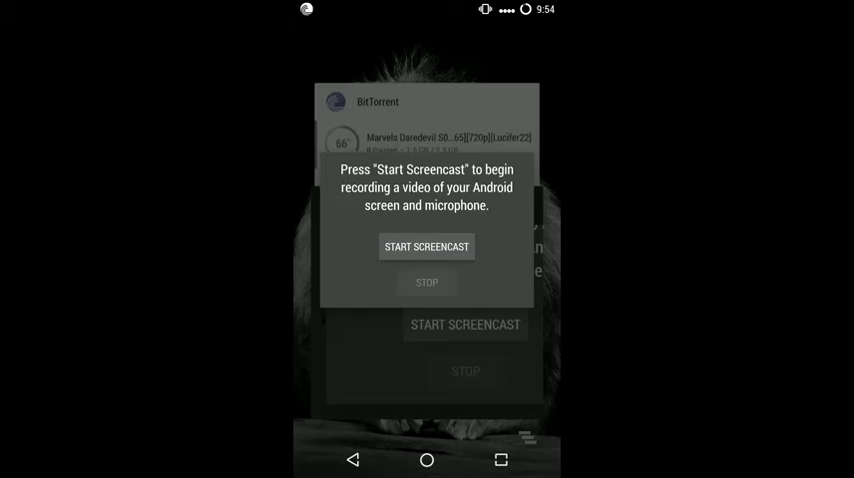 9:54
BitTorrent
Marvels Daredevil S0...65][720p][Lucifer22]
66%
Press "Start Screencast" to begin
recording a video of your Android
screen and microphone.
START SCREENCAST
STOP
START SCREENCAST
STOP